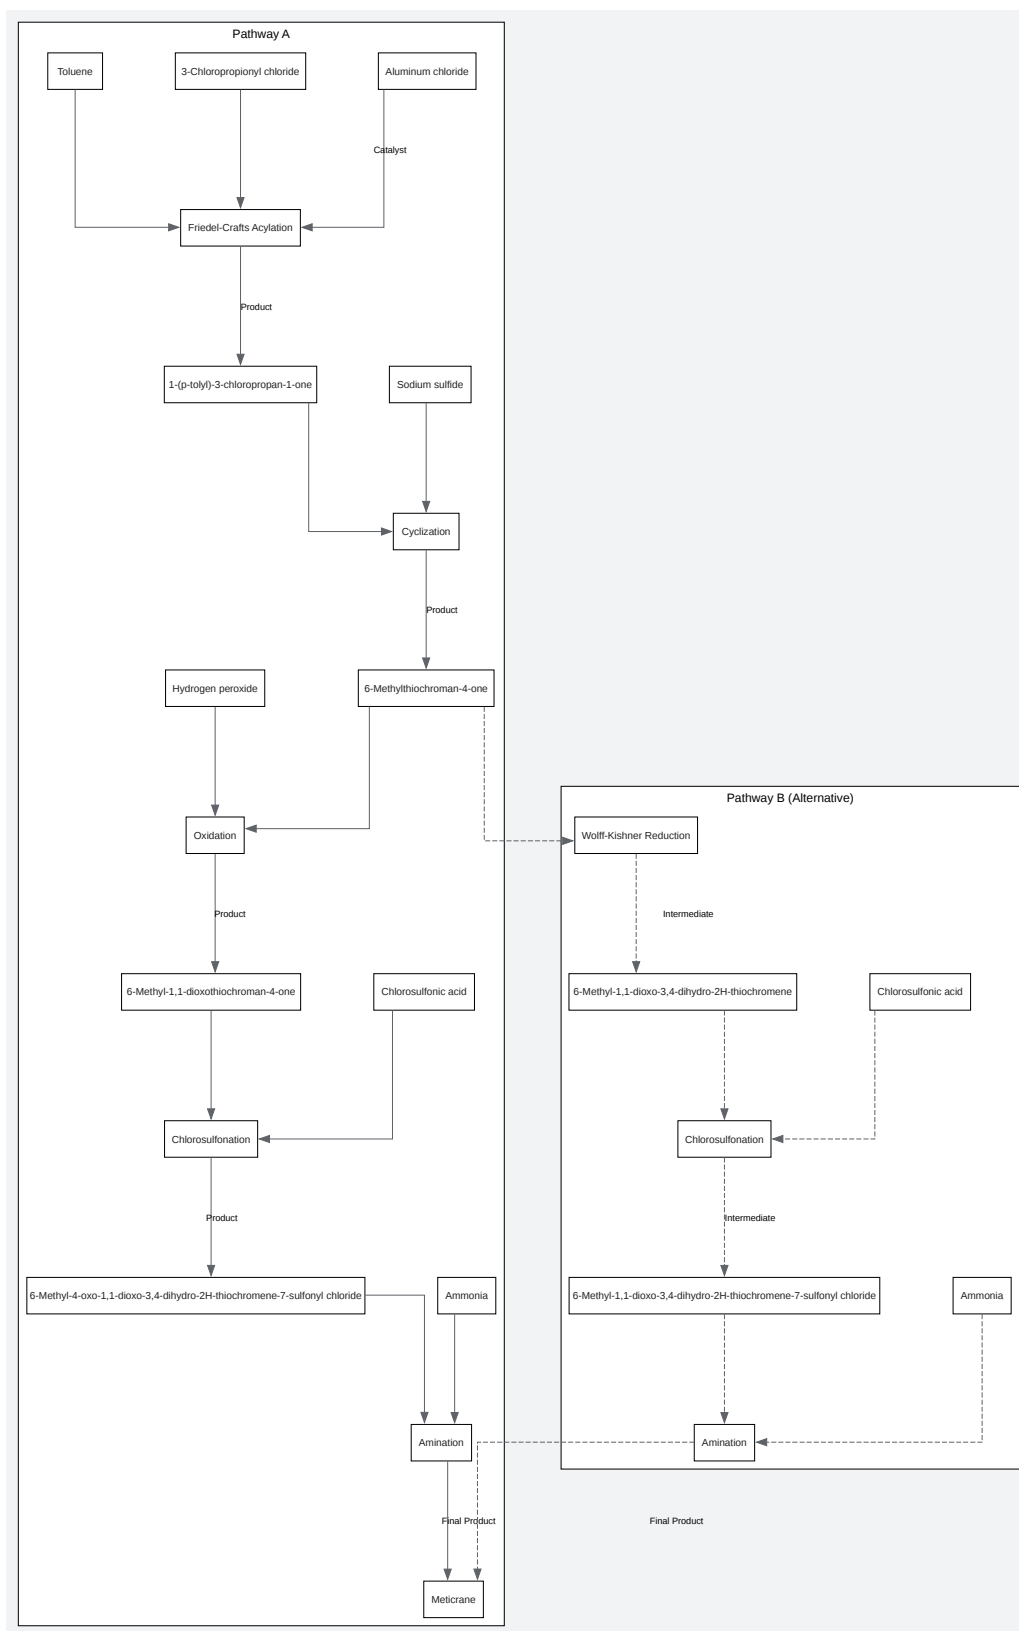 Pathway A
Toluene
3-Chloropropionyl chloride
Aluminum chloride
Catalyst
Friedel-Crafts Acylation
Product
1-(p-tolyl)-3-chloropropan-1-one
Sodium sulfide
Cyclization
Product
Hydrogen peroxide
6-Methylthiochroman-4-one
Pathway B (Alternative)
Oxidation
Wolff-Kishner Reduction
Product
Intermediate
6-Methyl-1,1-dioxothiochroman-4-one
Chlorosulfonic acid
6-Methyl-1,1-dioxo-3,4-dihydro-2H-thiochromene
Chlorosulfonic acid
Chlorosulfonation
Chlorosulfonation
Product
Intermediate
6-Methyl-4-oxo-1,1-dioxo-3,4-dihydro-2H-thiochromene-7-sulfonyl chloride
Ammonia
6-Methyl-1,1-dioxo-3,4-dihydro-2H-thiochromene-7-sulfonyl chloride
Ammonia
Amination
Amination
Final Product
Final Product
Meticrane